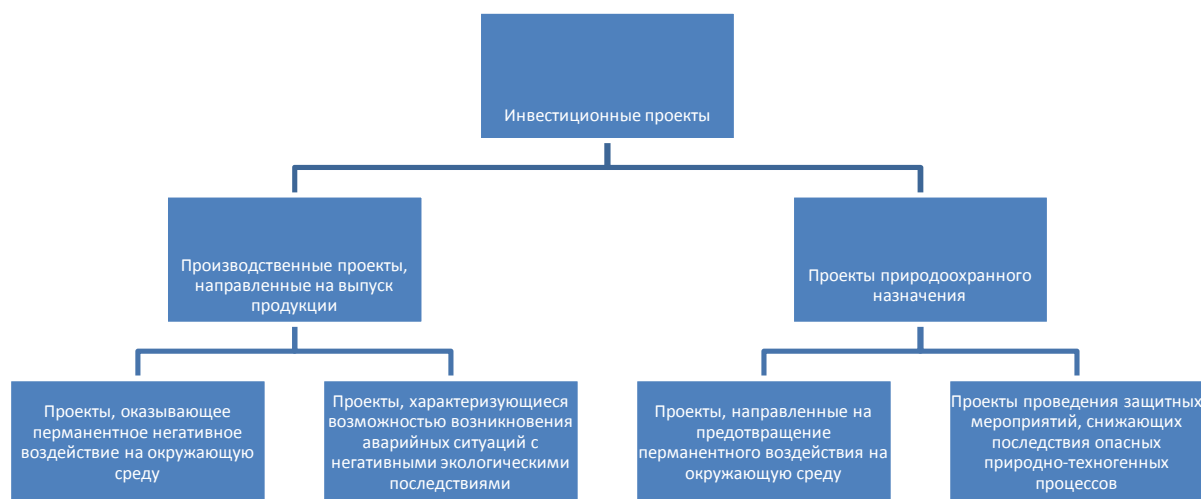 Инвестиционные проекты
Производственные проекты,
направленные на выпуск
продукции
Проекты природоохранного
назначения
Проекты, оказывающее
перманентное негативное
воздействие на окружающую
среду
Проекты, характеризующиеся
возможностью возникновения
аварийных ситуаций с
негативными экологическими
последствиями
Проекты, направленные на
предотвращение
перманентного воздействия на
окружающую среду
Проекты проведения защитных
мероприятий, снижающих
последствия опасных
природно-техногенных
процессов